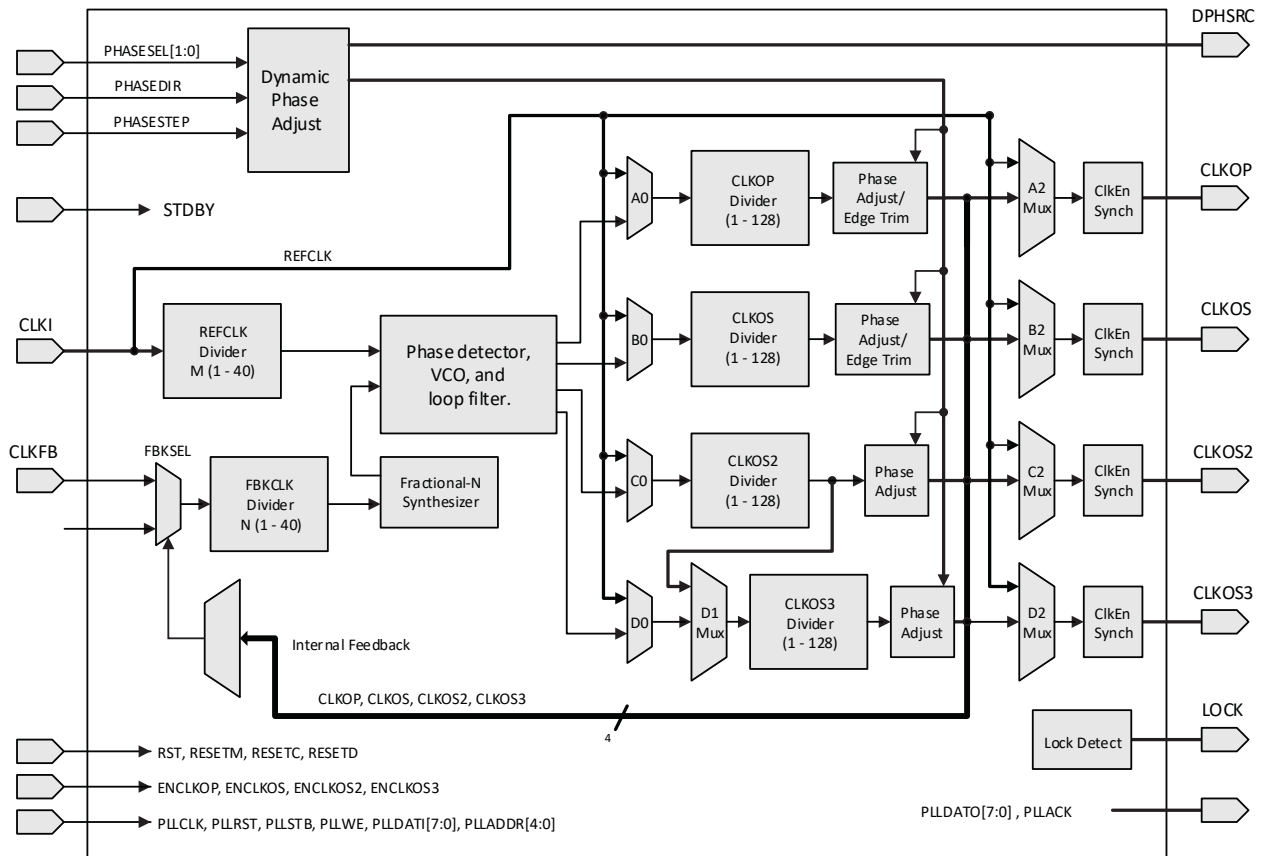 DPHSRC
PHASESEL[1:0]
PHASEDIR
PHASESTEP
Dynamic
Phase
Adjust
STDBY
REFCLK
CLKI
REFCLK
Divider
M (1 - 40)
Phase detector,
VCO, and
loop filter.
CLKFB
FBKSEL
FBKCLK
Divider
N (1 - 40)
Fractional-N
Synthesizer
A0
CLKOP
Divider
(1 - 128)
Phase
Adjust/
Edge Trim
A2
Mux
ClkEn
Synch
CLKOP
B0
CLKOS
Divider
(1 - 128)
Phase
Adjust/
Edge Trim
B2
Mux
ClkEn
Synch
CLKOS
C0
CLKOS2
Divider
(1 - 128)
Phase
Adjust
C2
Mux
ClkEn
Synch
CLKOS2
D0
D1
Mux
CLKOS3
Divider
(1 - 128)
Phase
Adjust
D2
Mux
ClkEn
Synch
CLKOS3
Internal Feedback
CLKOP, CLKOS, CLKOS2, CLKOS3
4
Lock Detect
LOCK
RST, RESETM, RESETC, RESETD
ENCLKOP, ENCLKOS, ENCLKOS2, ENCLKOS3
PLLCLK, PLLRST, PLLSTB, PLLWE, PLLDATI[7:0], PLLADDR[4:0]
PLLDATO[7:0] , PLLACK